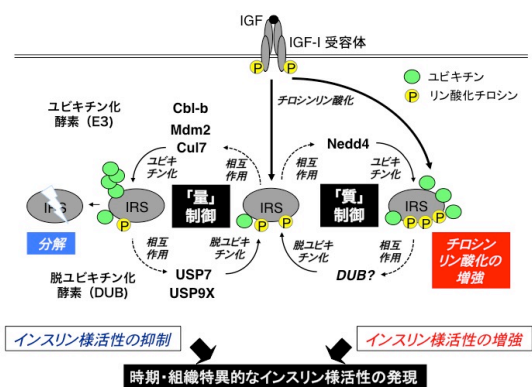 IGF
IGF-I 受容体
P
P
ユビキチン
P
リン酸化チロシン
ユビキチン化
酵素（E3）
Cbl-b
Mdm2
Cul7
チロシンリン酸化
Nedd4
ユビキ
チン化
相互
作用
相互
作用
ユビキ
チン化
IRS
IRS
P
「量」
制御
IRS
P
P
「質」
制御
IRS
P
P
P
分解
相互
作用
脱ユビキ
チン化
脱ユビキ
チン化
相互
作用
チロシン
リン酸化の
増強
脱ユビキチン化
酵素（DUB）
USP7
USP9X
DUB?
インスリン様活性の抑制
インスリン様活性の増強
時期・組織特異的なインスリン様活性の発現